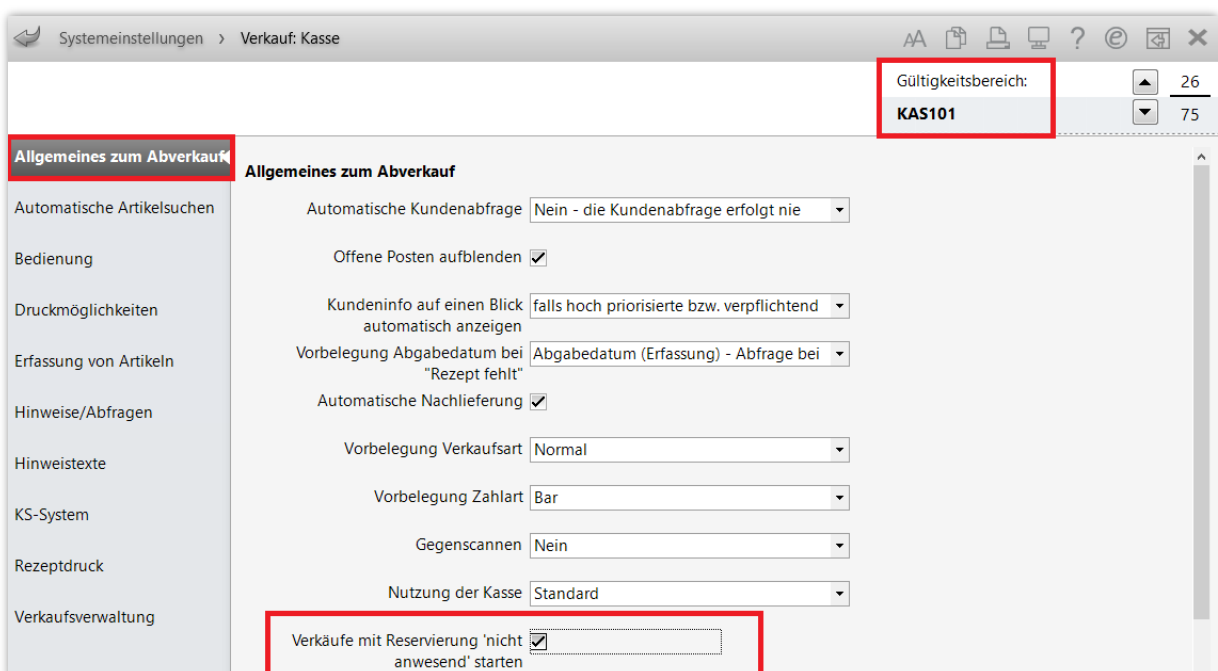 Systemeinstellungen > Verkauf: Kasse
AA ? e
Gültigkeitsbereich: 26
KAS101 75
Allgemeines zum Abverkauf
Automatische Artikelsuchen
Bedienung
Druckmöglichkeiten
Erfassung von Artikeln
Hinweise/Abfragen
Hinweistexte
KS-System
Rezeptdruck
Verkaufsverwaltung
Allgemeines zum Abverkauf
Automatische Kundenabfrage Nein - die Kundenabfrage erfolgt nie
Offene Posten aufblenden
Kundeninfo auf einen Blick falls hoch priorisierte bzw. verpflichtend
automatisch anzeigen
Vorbelegung Abgabedatum bei Abgabedatum (Erfassung) - Abfrage bei
"Rezept fehlt"
Automatische Nachlieferung
Vorbelegung Verkaufsart Normal
Vorbelegung Zahlart Bar
Gegenscannen Nein
Nutzung der Kasse Standard
Verkäufe mit Reservierung 'nicht
anwesend' starten